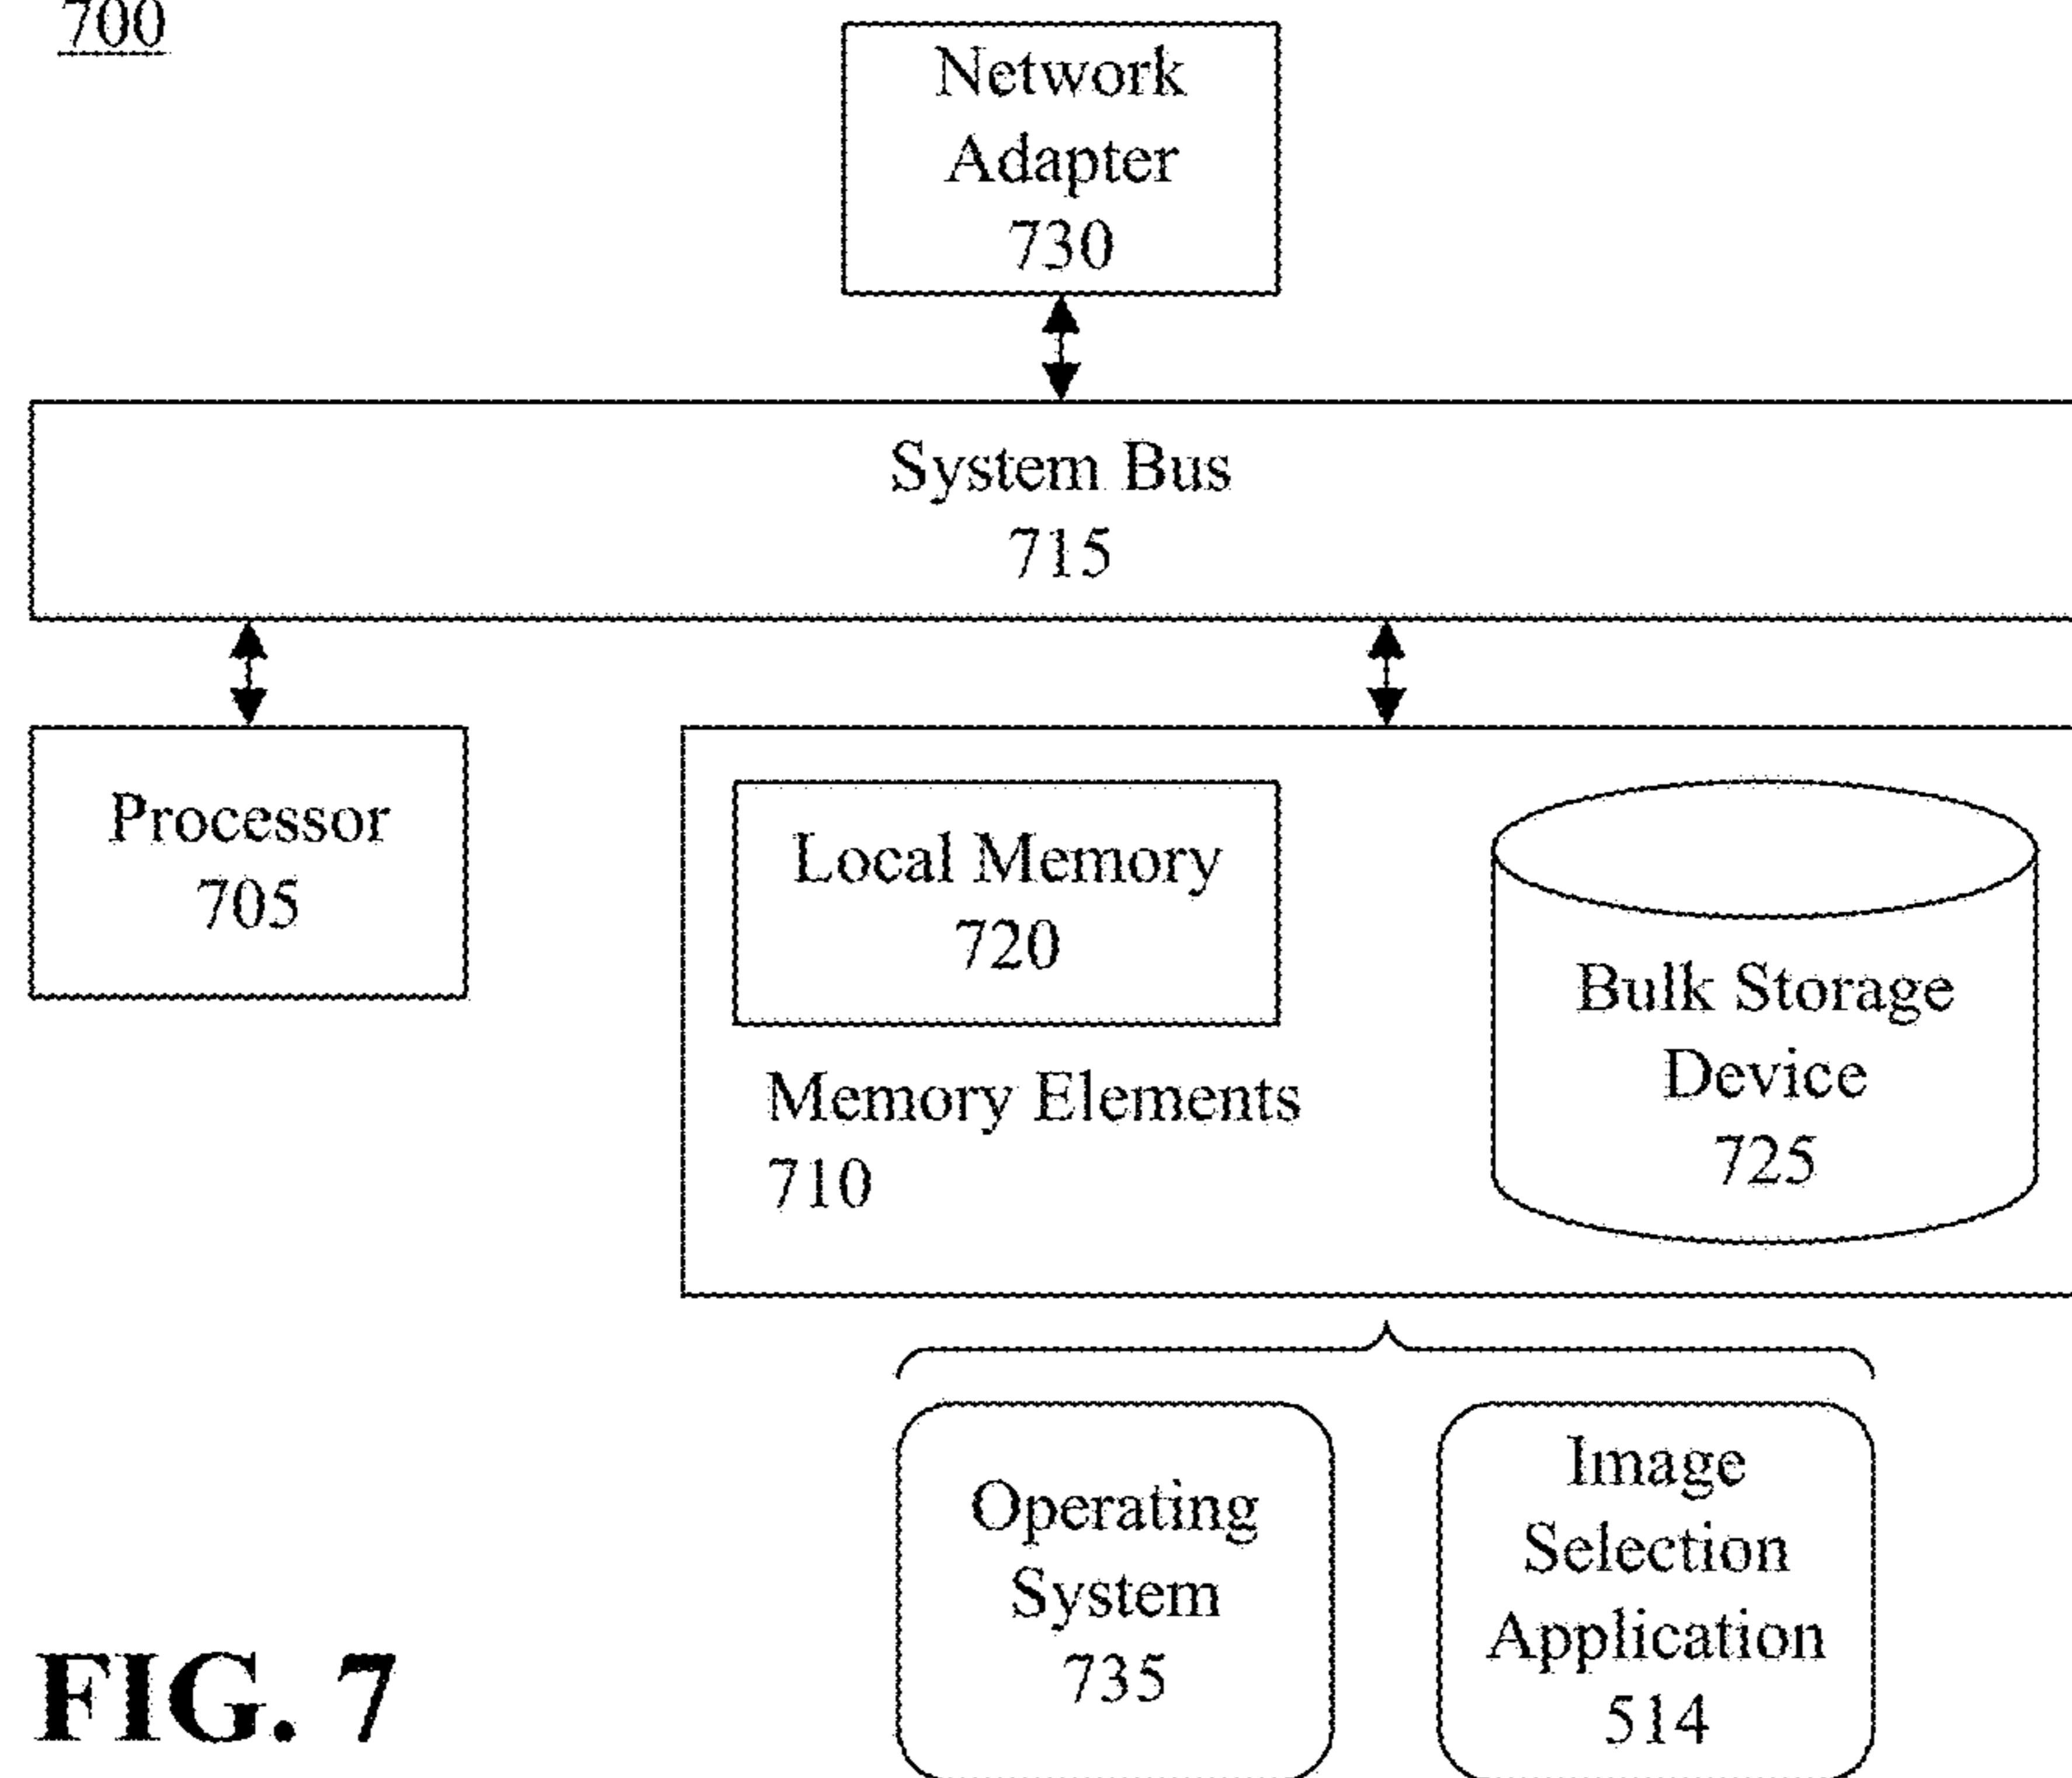 700
Network
Adapter
730
System Bus
715
Processor
705
Local Memory
720
Memory Elements
710
Bulk Storage
Device
725
Operating
System
735
Image
Selection
Application
514
FIG. 7